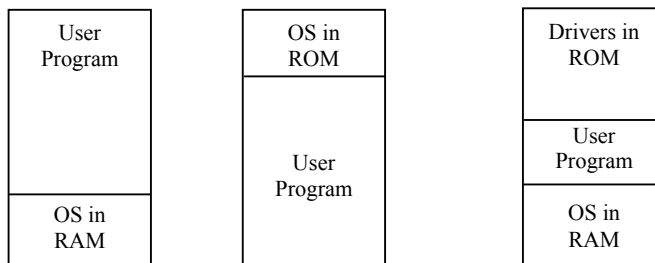 User
Program
OS in
RAM
OS in
ROM
User
Program
Drivers in
ROM
User
Program
OS in
RAM